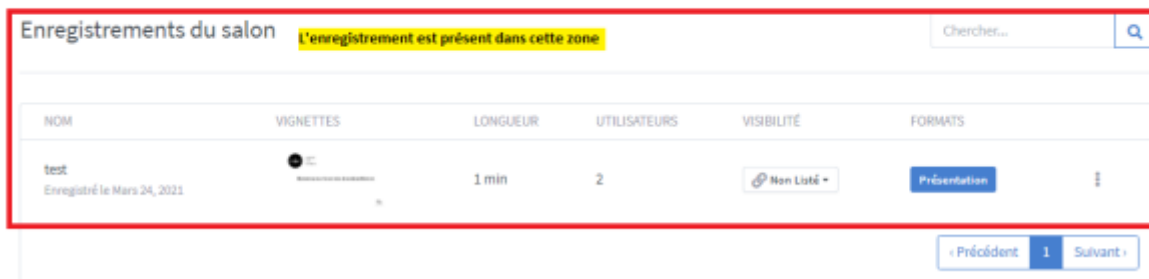 Enregistrements du salon
L'enregistrement est présent dans cette zone
Chercher...
NOM VIGNETTES LONGUEUR UTILISATEURS VISIBILITÉ FORMATS
test
Enregistré le Mars 24, 2021
1 min 2 Non Listé Présentation
‹ Précédent 1 Suivant ›